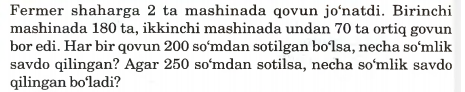 Fermer shaharga 2 ta mashinada qovun jo‘natdi. Birinchi
mashinada 180 ta, ikkinchi mashinada undan 70 ta ortiq govun
bor edi. Har bir qovun 200 so‘mdan sotilgan bo‘lsa, necha so‘mlik
savdo qilingan? Agar 250 so‘mdan sotilsa, necha so‘mlik savdo
qilingan bo‘ladi?